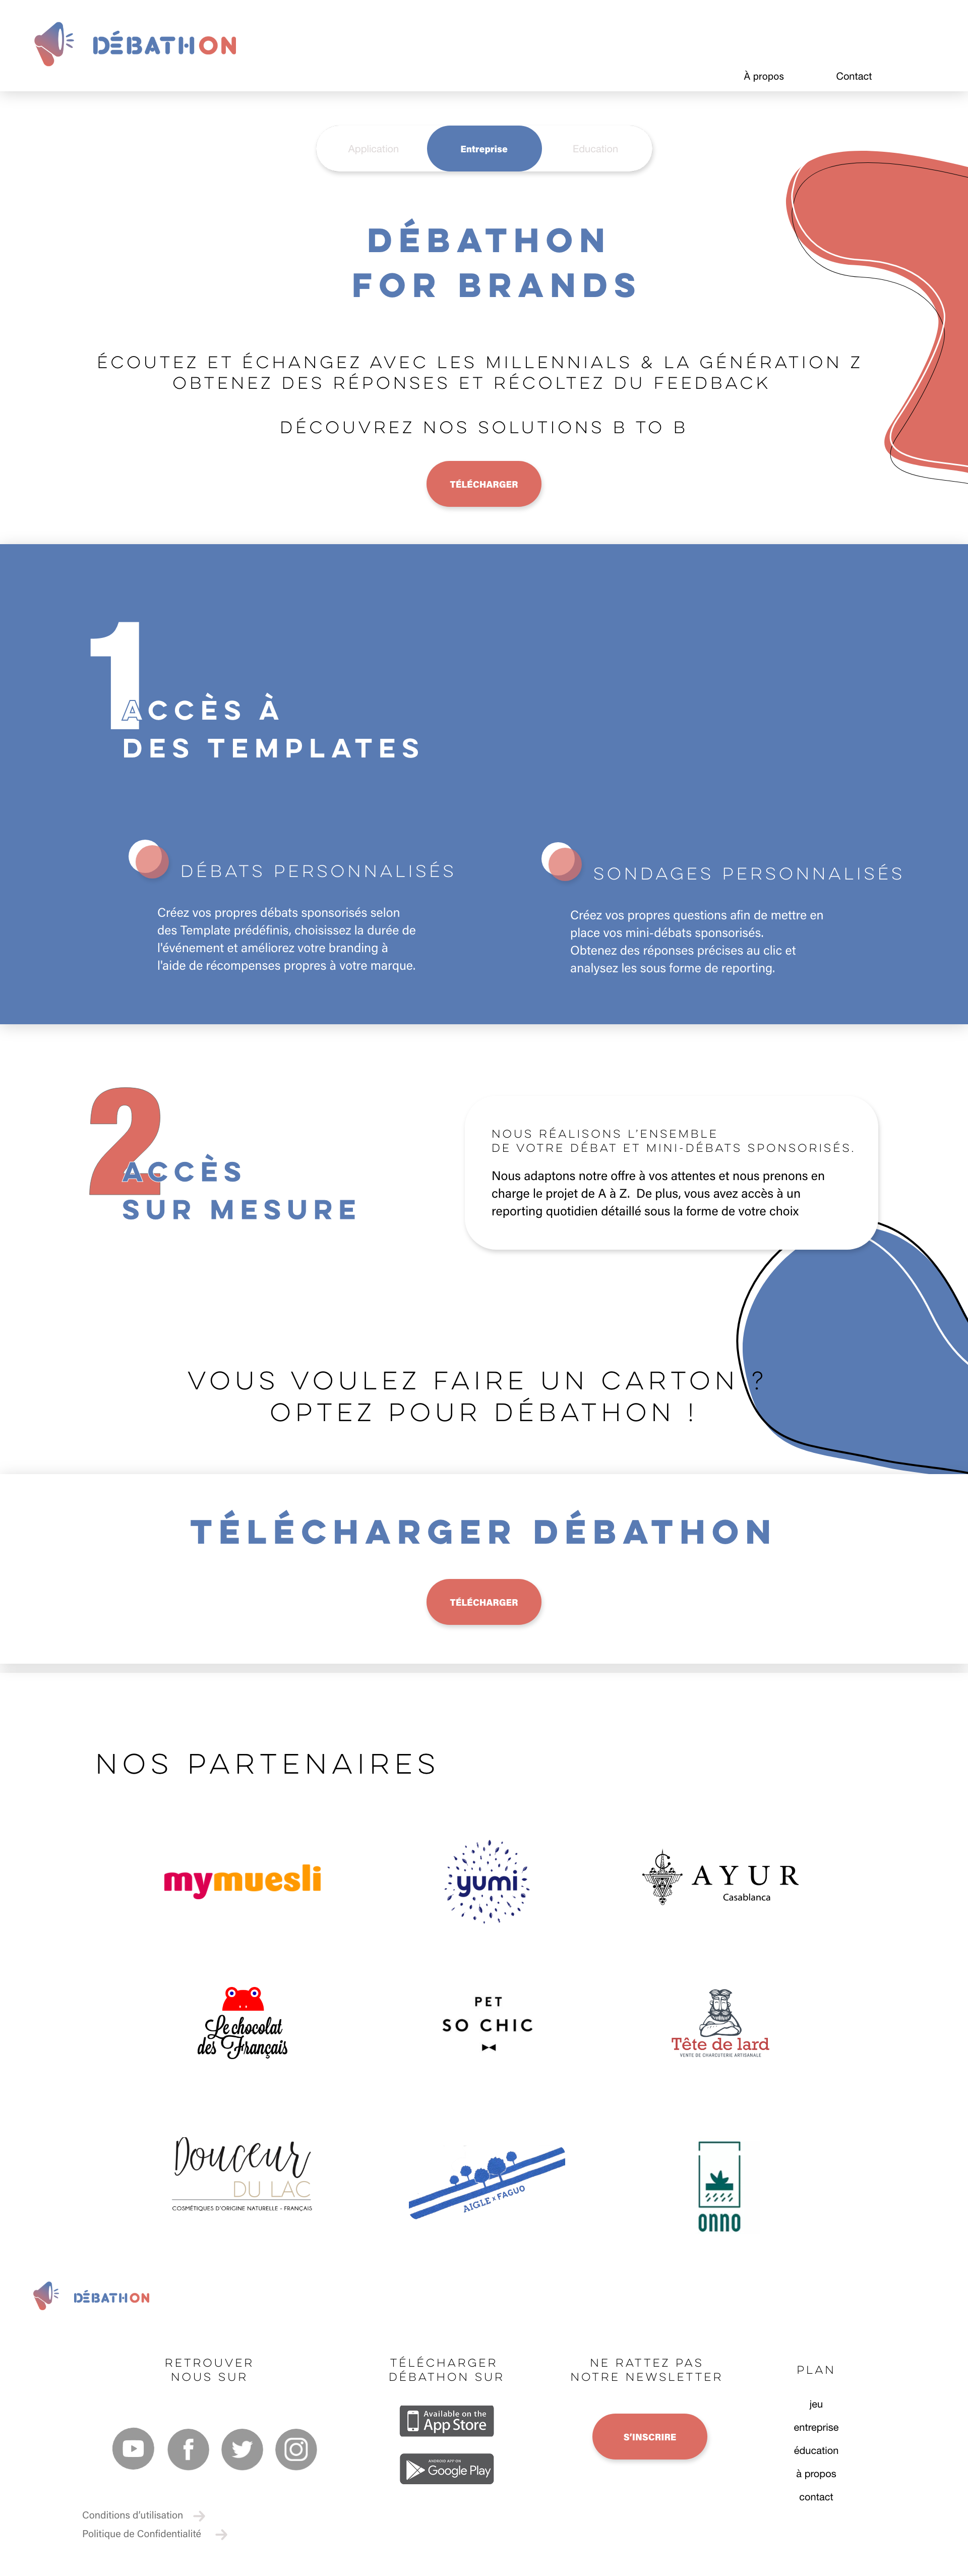 DÉBATHON
À propos
Contact
Application
Entreprise
Education
DÉBATHON
FOR BRANDS
ÉCOUTEZ ET ÉCHANGEZ AVEC LES MILLENNIALS & LA GÉNÉRATION Z
OBTENEZ DES RÉPONSES ET RÉCOLTEZ DU FEEDBACK
DÉCOUVREZ NOS SOLUTIONS B TO B
TÉLÉCHARGER
1
ACCÈS À
DES TEMPLATES
DÉBATS PERSONNALISÉS
Créez vos propres débats sponsorisés selon
des Template prédéfinis, choisissez la durée de
l'événement et améliorez votre branding à
l'aide de récompenses propres à votre marque.
SONDAGES PERSONNALISÉS
Créez vos propres questions afin de mettre en
place vos mini-débats sponsorisés.
Obtenez des réponses précises au clic et
analysez les sous forme de reporting.
2
ACCÈS
SUR MESURE
NOUS RÉALISONS L'ENSEMBLE
DE VOTRE DÉBAT ET MINI-DÉBATS SPONSORISÉS.
Nous adaptons notre offre à vos attentes et nous prenons en
charge le projet de A à Z. De plus, vous avez accès à un
reporting quotidien détaillé sous la forme de votre choix
VOUS VOULEZ FAIRE UN CARTON ?
OPTEZ POUR DÉBATHON !
TÉLÉCHARGER DÉBATHON
TÉLÉCHARGER
NOS PARTENAIRES
mymuesli
yumi
AYUR
Casablanca
Le chocolat
des Français
PET
SO CHIC
Tête de lard
VENTE DE CHARCUTERIE ARTISANALE
Douceur
DU LAC
COSMÉTIQUES D'ORIGINE NATURELLE - FRANÇAIS
AIGLE x FAGUO
ONNO
DÉBATHON
RETROUVER
NOUS SUR
TÉLÉCHARGER
DÉBATHON SUR
Available on the
App Store
ANDROID APP ON
Google Play
NE RATTEZ PAS
NOTRE NEWSLETTER
S'INSCRIRE
PLAN
jeu
entreprise
éducation
à propos
contact
Conditions d'utilisation
Politique de Confidentialité